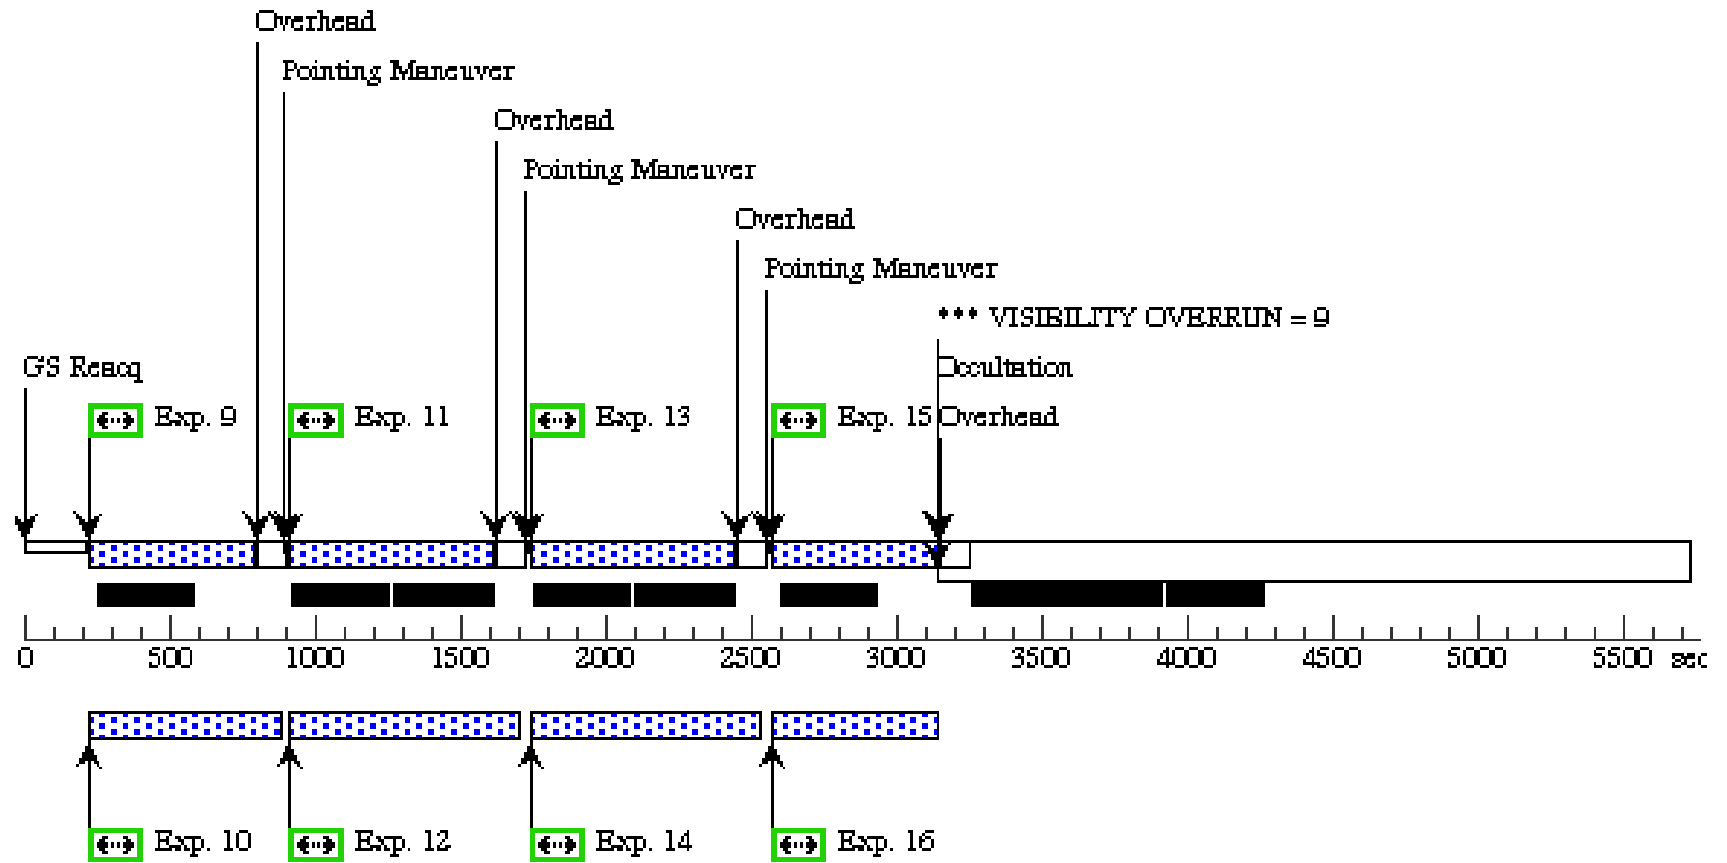 Overhead
Pointing Maneuver
Overhead
Pointing Maneuver
Overhead
Pointing Maneuver
*** VISIBILITY OVERRUN = 9
GS Reacq
Occultation
Exp. 9 Exp. 11 Exp. 13 Exp. 15 Overhead
0 500 1000 1500 2000 2500 3000 3500 4000 4500 5000 5500 sec
Exp. 10 Exp. 12 Exp. 14 Exp. 16